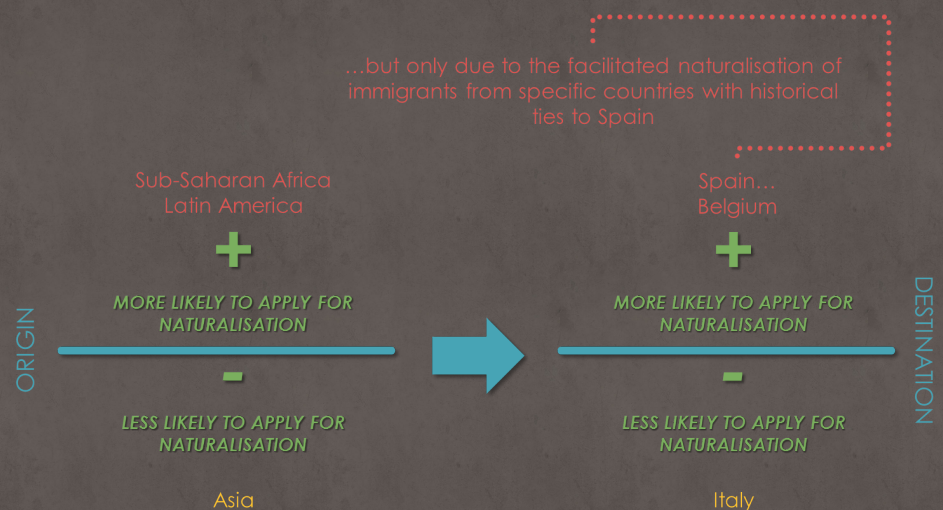 …but only due to the facilitated naturalisation of
immigrants from specific countries with historical
ties to Spain
Sub-Saharan Africa
Latin America
+
MORE LIKELY TO APPLY FOR
NATURALISATION
-
LESS LIKELY TO APPLY FOR
NATURALISATION
Asia
ORIGIN
Spain…
Belgium
+
MORE LIKELY TO APPLY FOR
NATURALISATION
-
LESS LIKELY TO APPLY FOR
NATURALISATION
Italy
DESTINATION